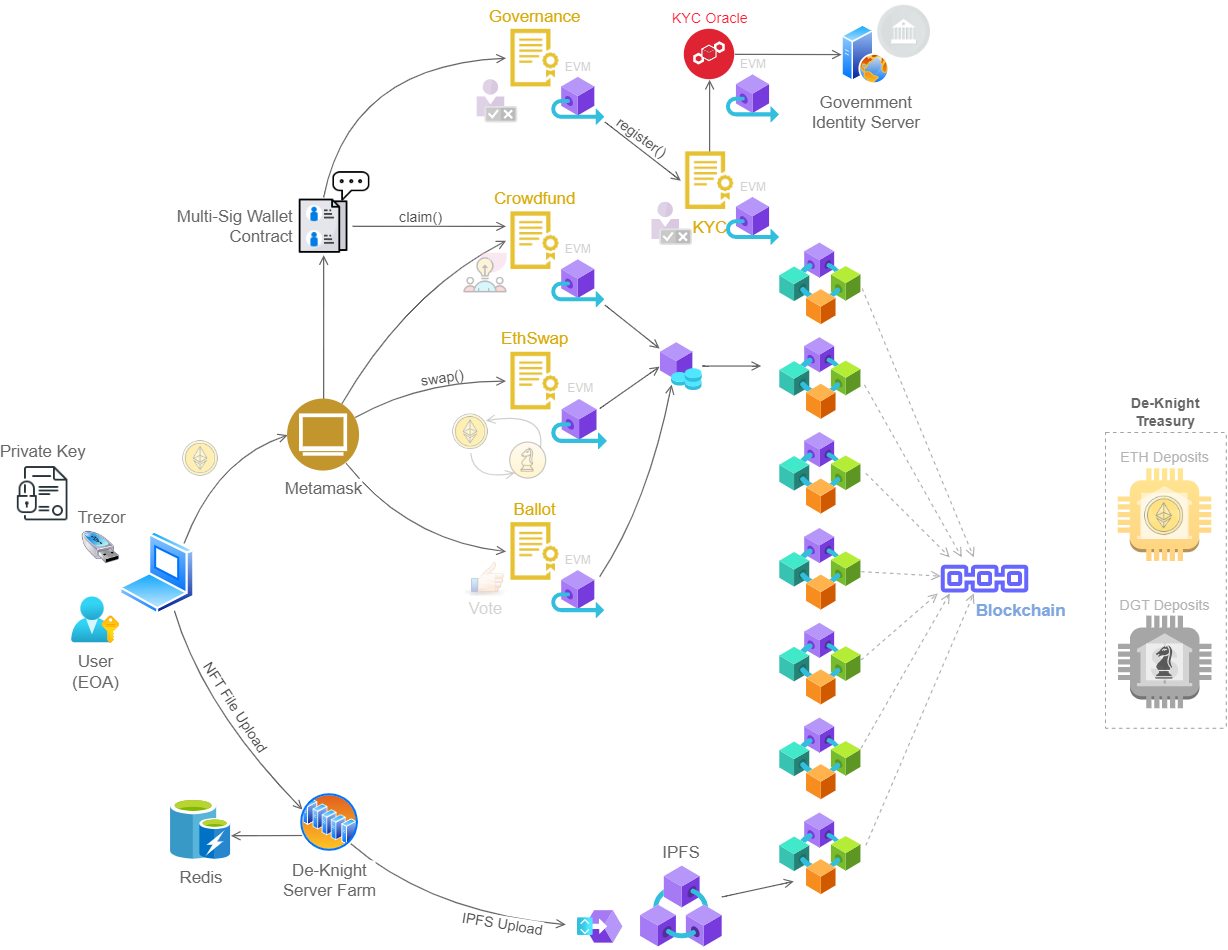 Governance
EVM
KYC Oracle
EVM
Government
Identity Server
register()
EVM
KYC
Multi-Sig Wallet
Contract
claim()
Crowdfund
EVM
EthSwap
swap()
EVM
Metamask
Ballot
EVM
Vote
Private Key
Trezor
User
(EOA)
NFT File Upload
Redis
De-Knight
Server Farm
IPFS Upload
IPFS
Blockchain
De-Knight
Treasury
ETH Deposits
DGT Deposits